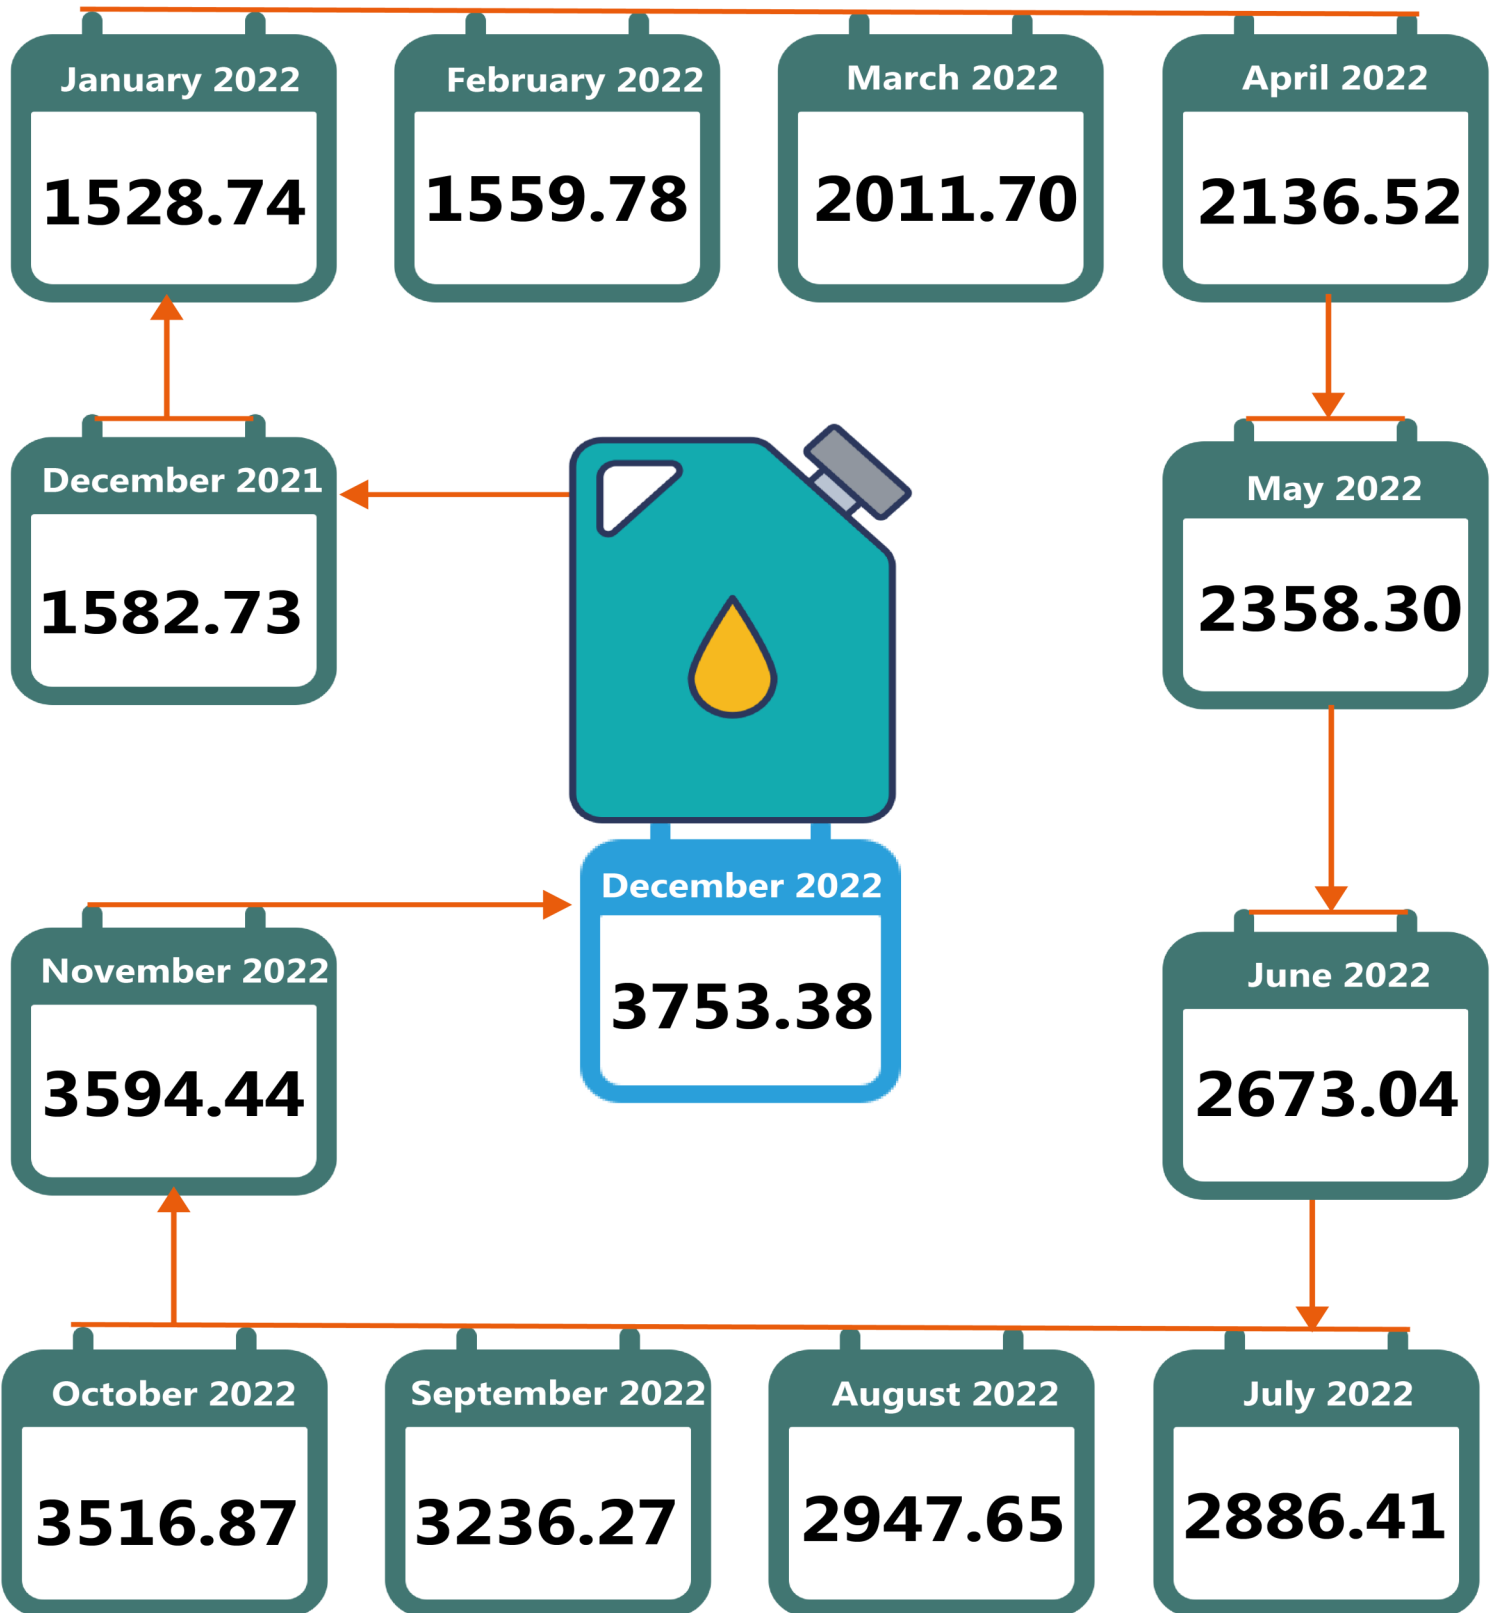 January 2022
1528.74
February 2022
1559.78
March 2022
2011.70
April 2022
2136.52
December 2021
1582.73
May 2022
2358.30
December 2022
3753.38
November 2022
3594.44
June 2022
2673.04
October 2022
3516.87
September 2022
3236.27
August 2022
2947.65
July 2022
2886.41